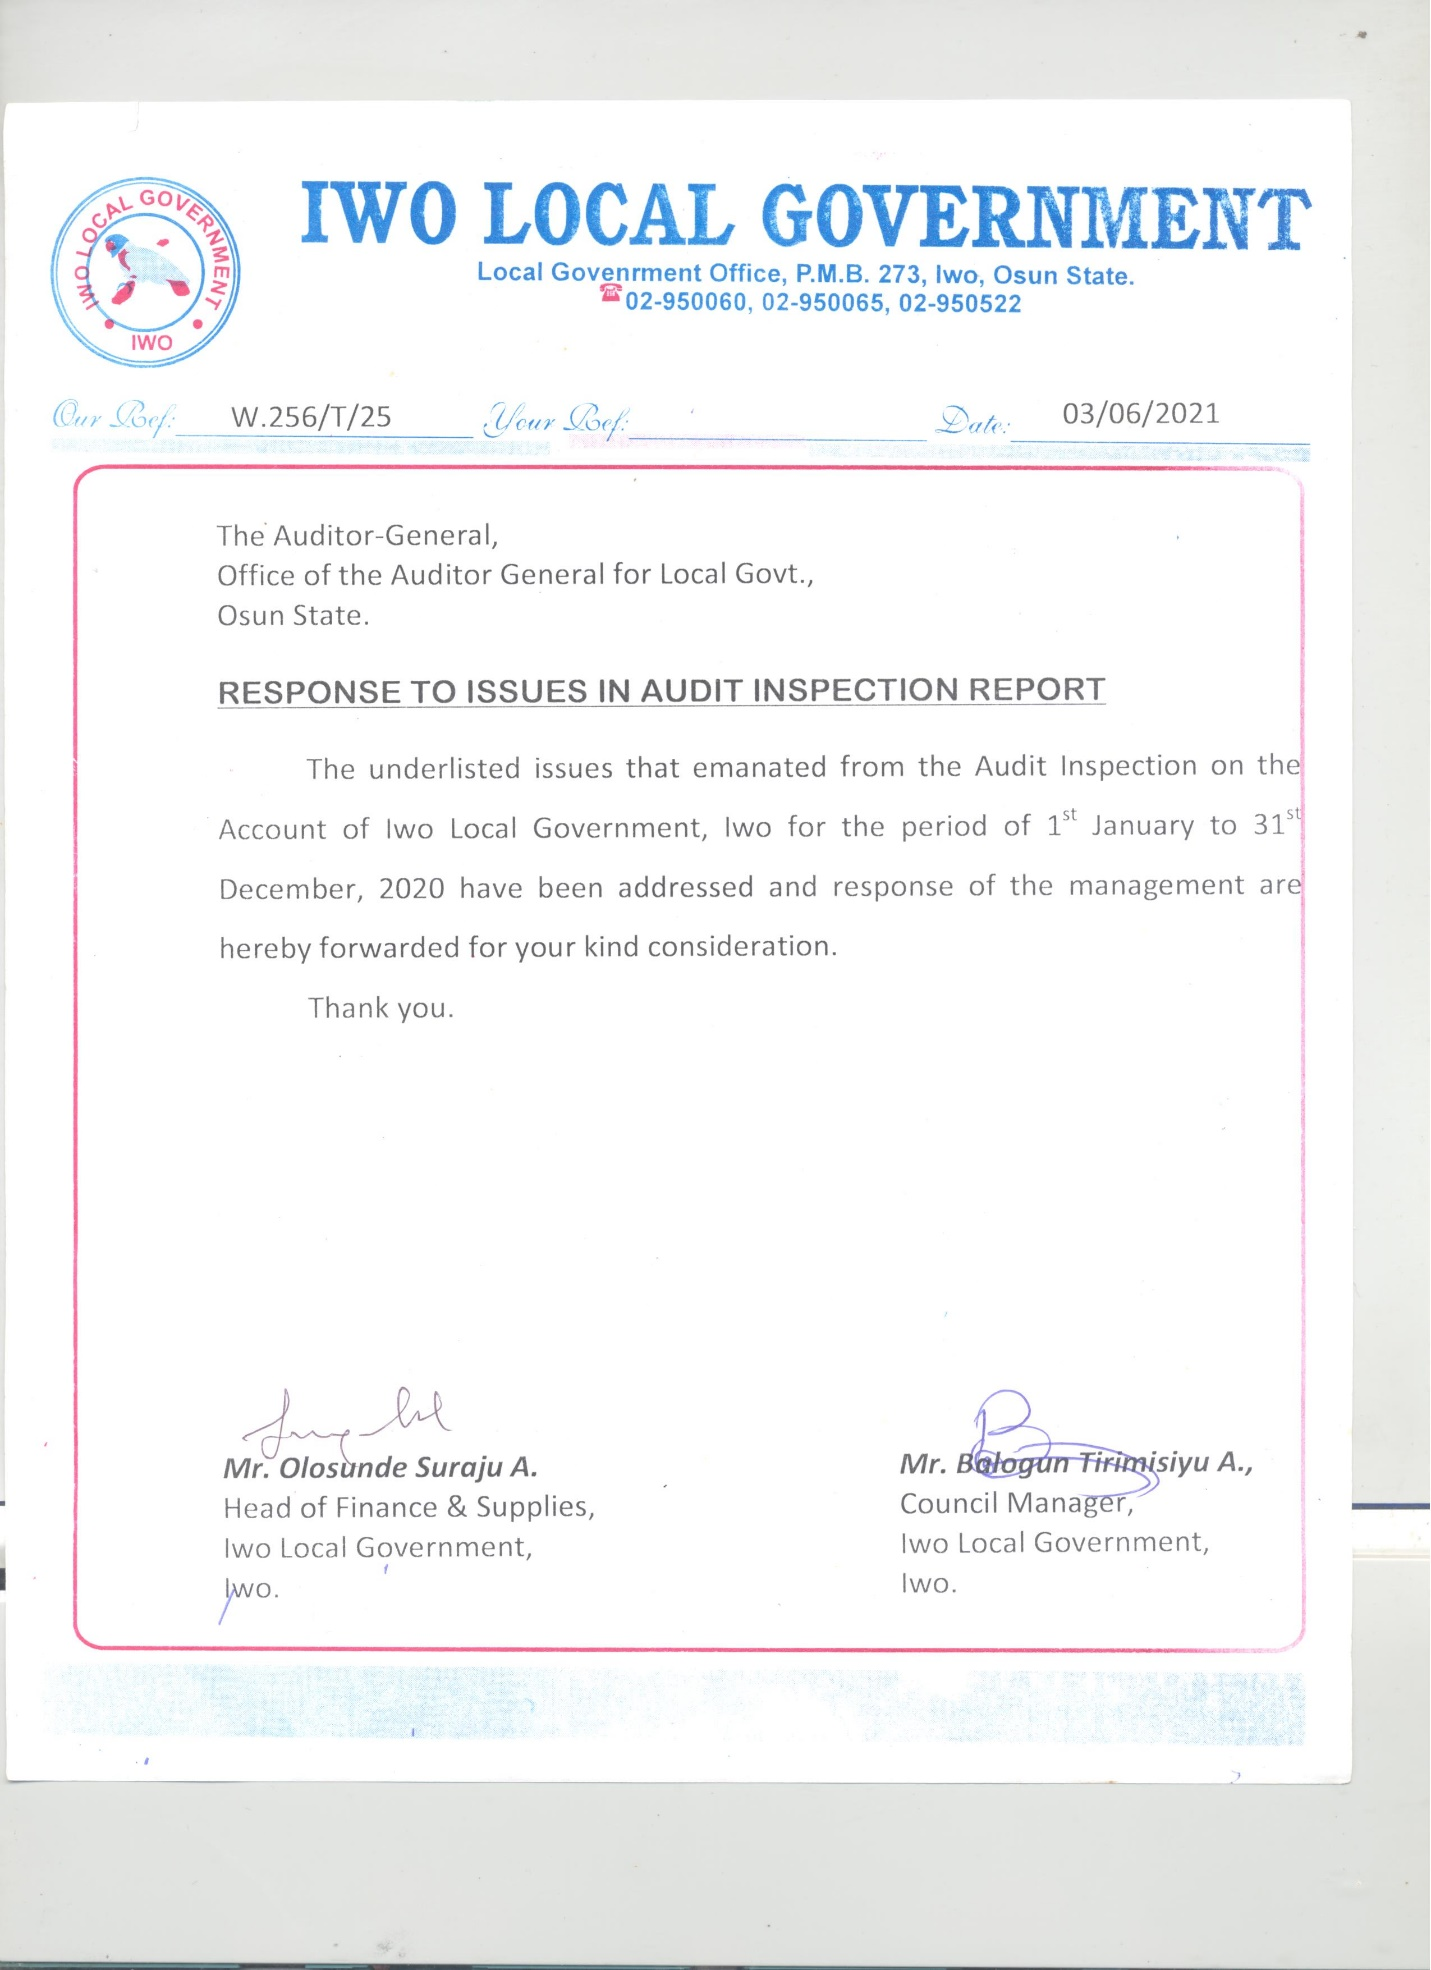 IWO LOCAL GOVERNMENT
IWO
IWO LOCAL GOVERNMENT
Local Govenrment Office, P.M.B. 273, Iwo, Osun State.
☎02-950060, 02-950065, 02-950522
Our Ref: W.256/T/25 Your Ref: Date: 03/06/2021
The Auditor-General,
Office of the Auditor General for Local Govt.,
Osun State.
RESPONSE TO ISSUES IN AUDIT INSPECTION REPORT
The underlisted issues that emanated from the Audit Inspection on the
Account of Iwo Local Government, Iwo for the period of 1st January to 31st
December, 2020 have been addressed and response of the management are
hereby forwarded for your kind consideration.
Thank you.
Mr. Olosunde Suraju A.
Head of Finance & Supplies,
Iwo Local Government,
Iwo.
Mr. Balogun Tirimisiyu A.,
Council Manager,
Iwo Local Government,
Iwo.